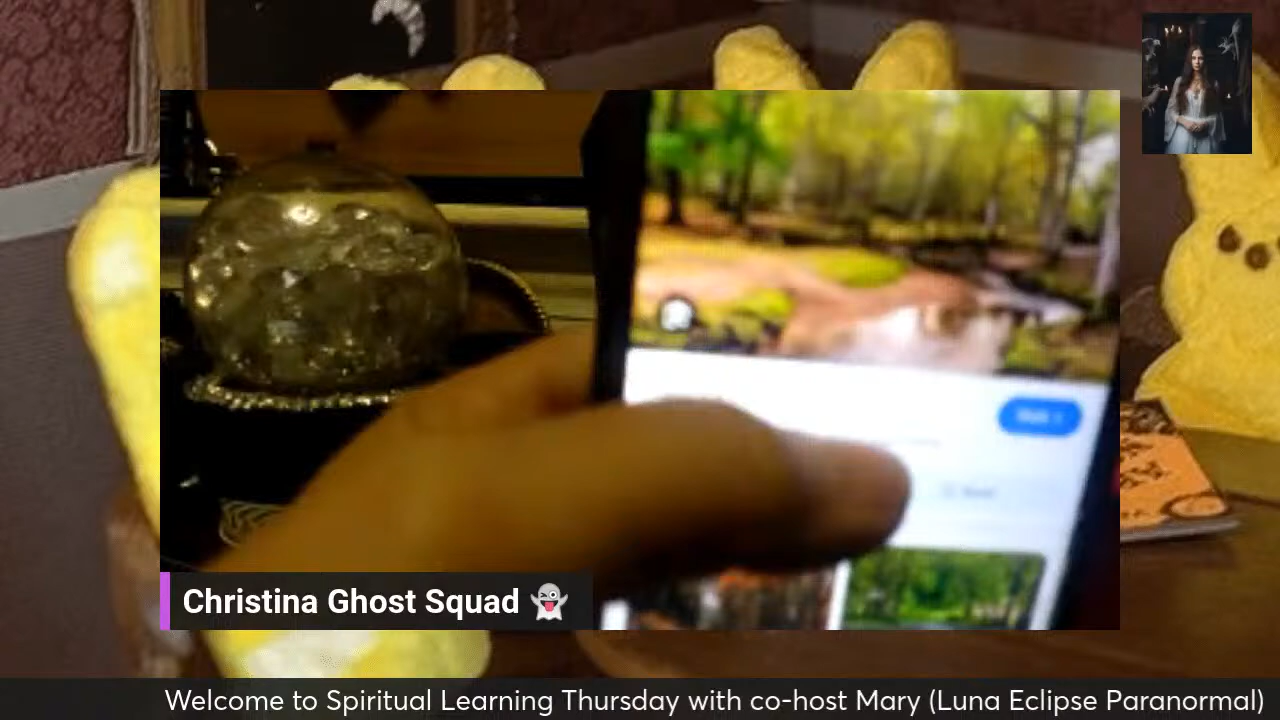 Christina Ghost Squad 👻
Welcome to Spiritual Learning Thursday with co-host Mary (Luna Eclipse Paranormal)